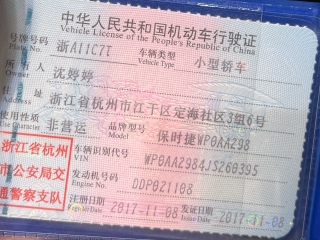 中华人民共和国机动车行驶证
Vehicle License of the People's Republic of China
号牌号码 浙A11C7T 车辆类型 小型轿车
Plate No. Vehicle Type
所有人 沈婷婷
Owner
住址 浙江省杭州市江干区定海社区3组6号
使用性质 非营运 品牌型号 保时捷WP0AA298
Use Character Model
车辆识别代号 WP0AA2984JS260395
VIN
浙江省杭州
市公安局交
通警察支队
发动机号码 DDP021108
Engine No.
注册日期 2017-11-08 发证日期 2017-11-08
Register Date Issue Date